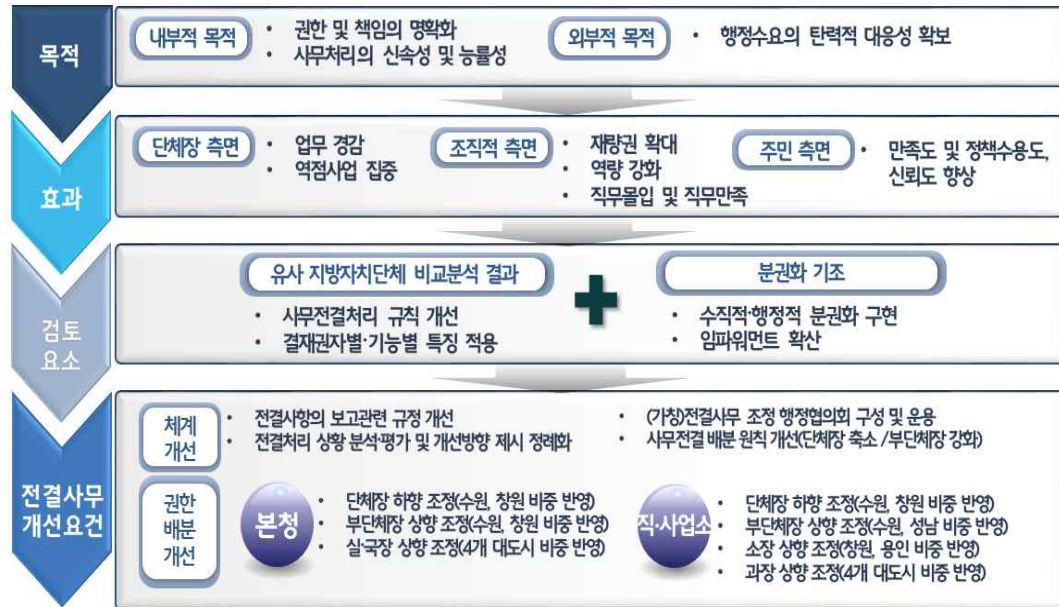 목적
내부적 목적
• 권한 및 책임의 명확화
• 사무처리의 신속성 및 능률성
외부적 목적
• 행정수요의 탄력적 대응성 확보
효과
단체장 측면
• 업무 경감
• 역점사업 집중
조직적 측면
• 재량권 확대
• 역량 강화
• 직무몰입 및 직무만족
주민 측면
• 만족도 및 정책수용도,
신뢰도 향상
검토
요소
유사 지방자치단체 비교분석 결과
• 사무전결처리 규칙 개선
• 결재권자별·기능별 특징 적용
분권화 기조
• 수직적·행정적 분권화 구현
• 임파워먼트 확산
전결사무
개선요건
체계
개선
• 전결사항의 보고관련 규정 개선
• 전결처리 상황 분석·평가 및 개선방향 제시 정례화
• (가칭)전결사무 조정 행정협의회 구성 및 운용
• 사무전결 배분 원칙 개선(단체장 축소 /부단체장 강화)
권한
배분
개선
본청
• 단체장 하향 조정(수원, 창원 비중 반영)
• 부단체장 상향 조정(수원, 창원 비중 반영)
• 실·국장 상향 조정(4개 대도시 비중 반영)
직·사업소
• 단체장 하향 조정(수원, 창원 비중 반영)
• 부단체장 상향 조정(수원, 성남 비중 반영)
• 소장 상향 조정(창원, 용인 비중 반영)
• 과장 상향 조정(4개 대도시 비중 반영)